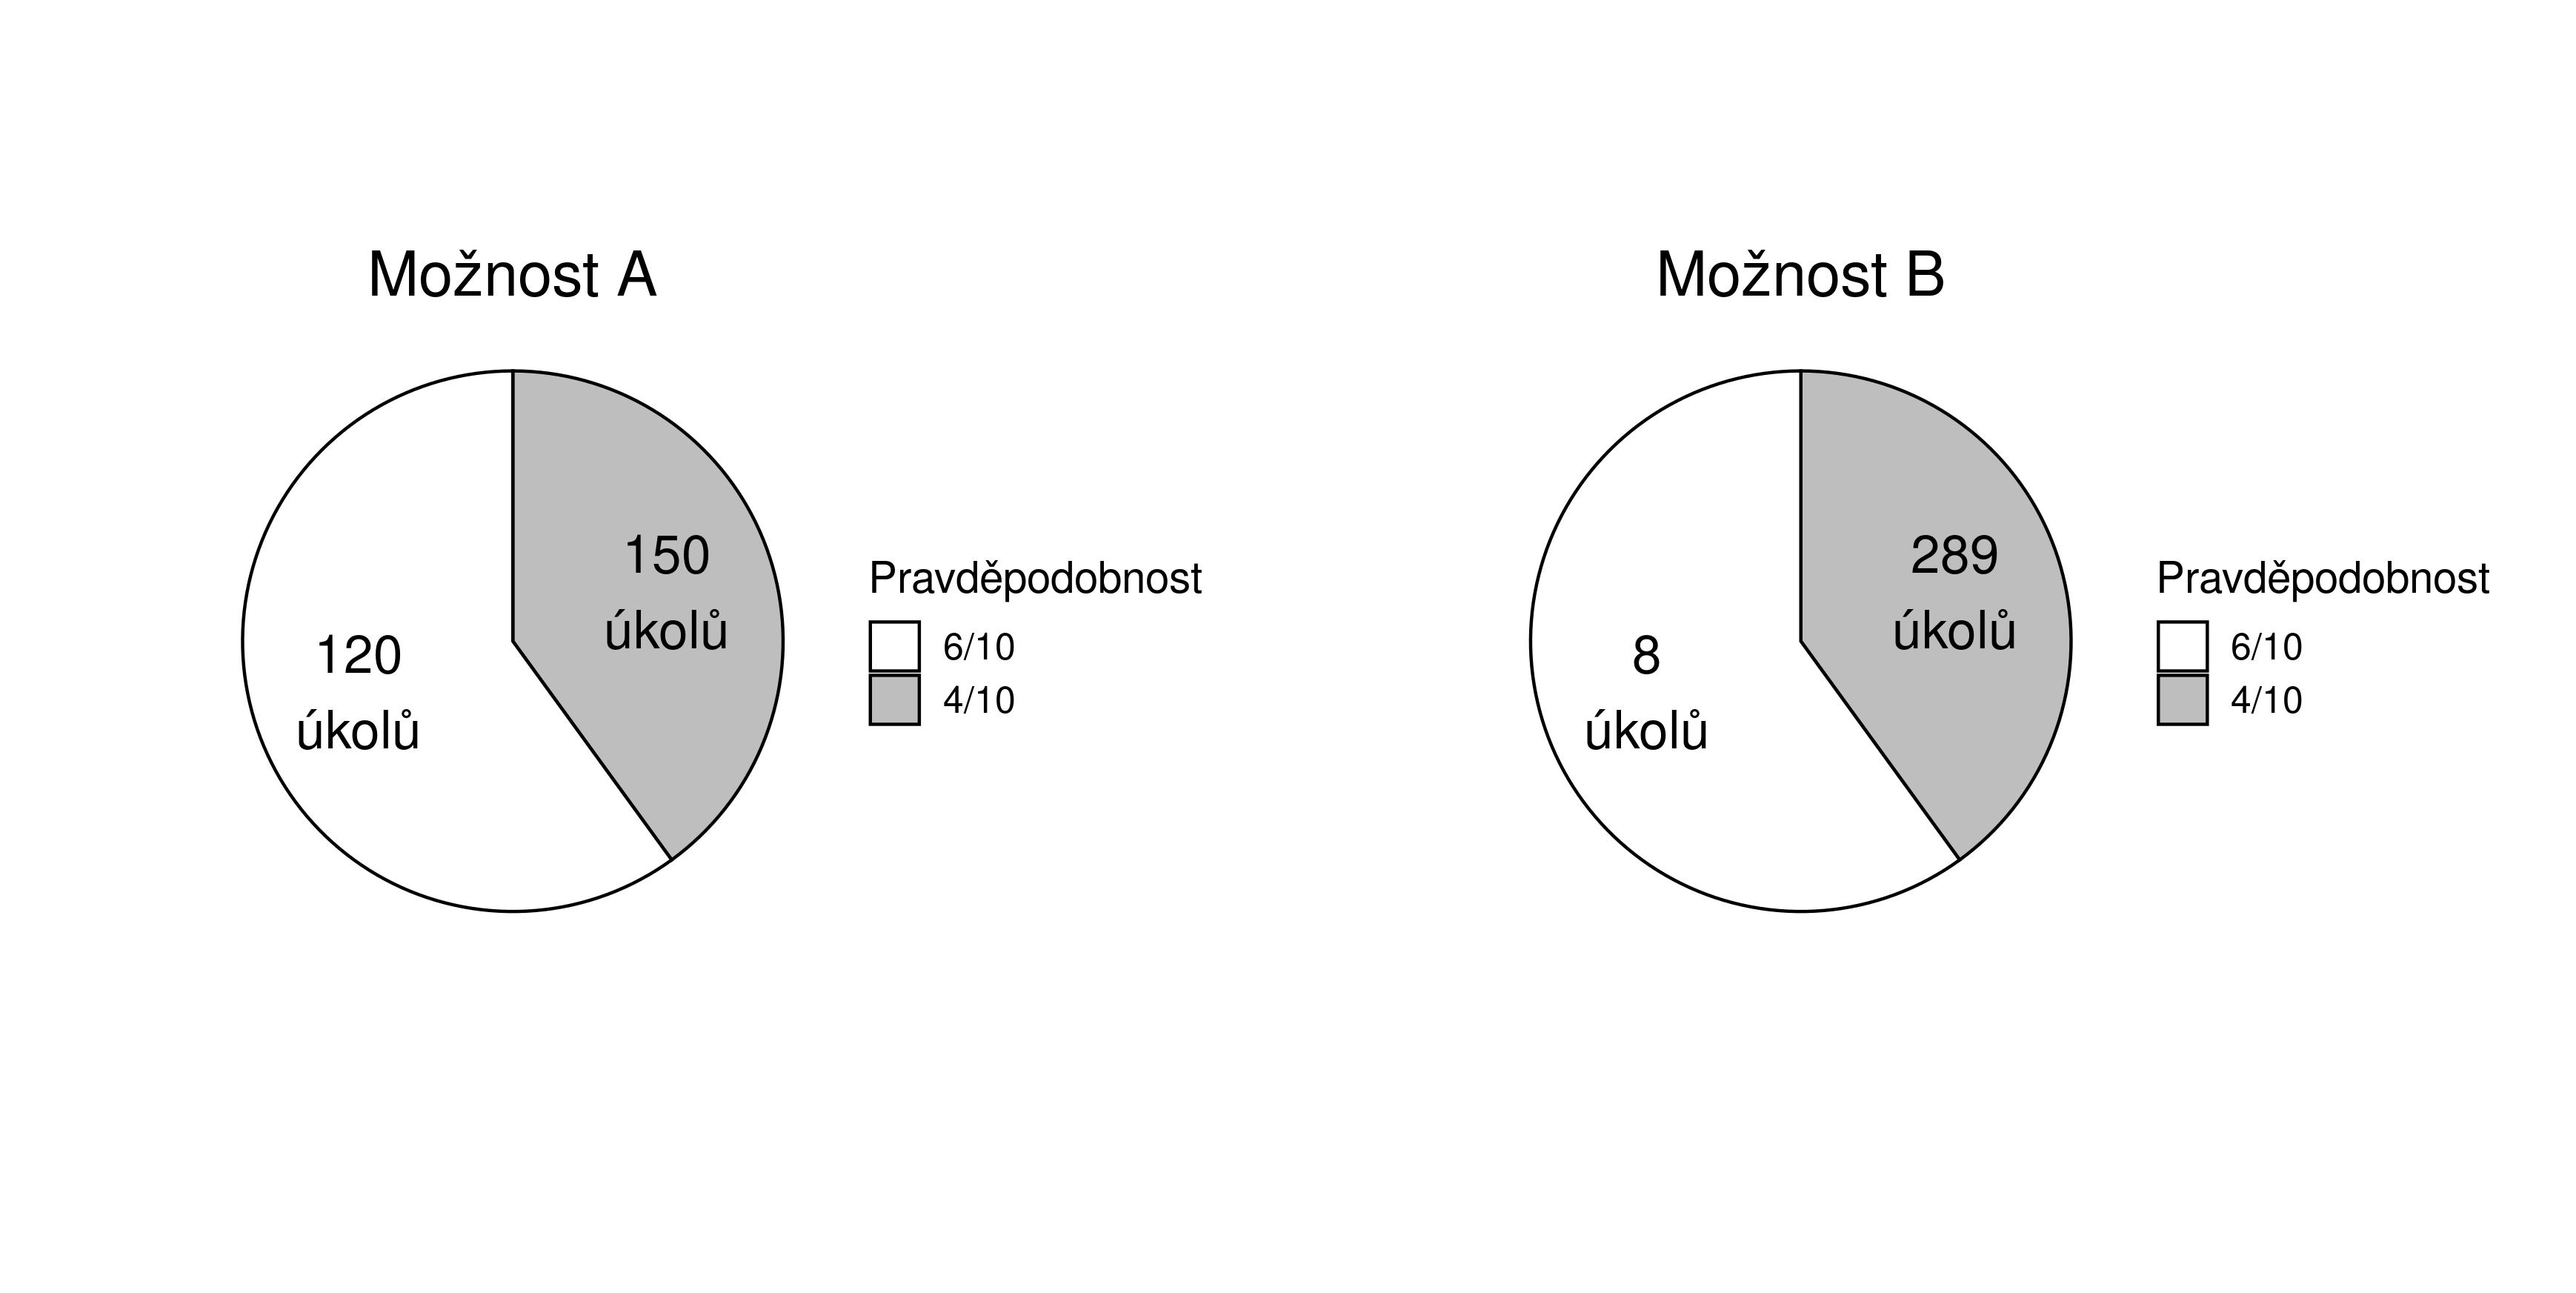 Možnost A
150
úkolů
120
úkolů
Pravděpodobnost
6/10
4/10
Možnost B
289
úkolů
8
úkolů
Pravděpodobnost
6/10
4/10